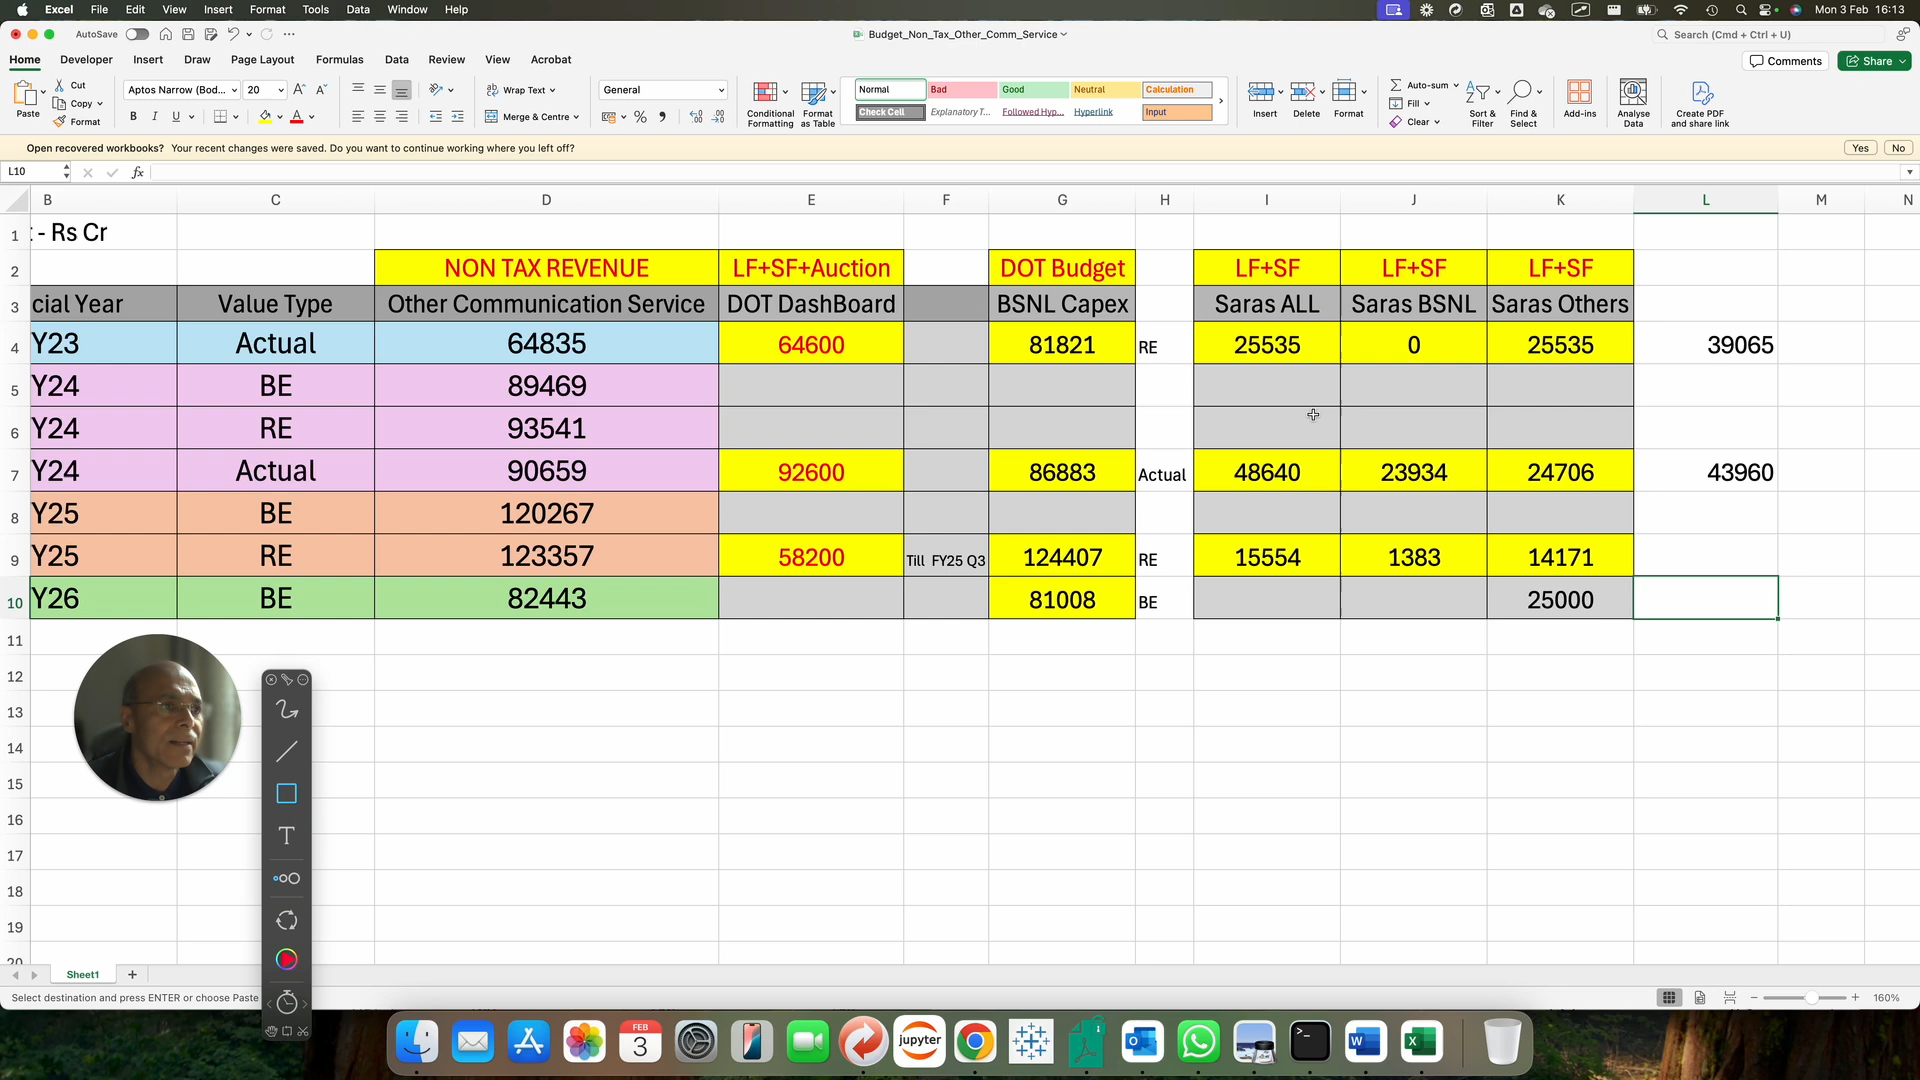 Excel File Edit View Insert Format Tools Data Window Help Mon 3 Feb 16:13
AutoSave Budget_Non_Tax_Other_Comm_Service Search (Cmd + Ctrl + U)
Home Developer Insert Draw Page Layout Formulas Data Review View Acrobat Comments Share
Paste Cut Copy Format
Aptos Narrow (Bod... 20 Wrap Text General
B I U A Merge & Centre
Conditional Formatting Format as Table
Normal Bad Good Neutral Calculation
Check Cell Explanatory T... Followed Hyp... Hyperlink Input
Insert Delete Format Auto-sum Fill Clear Sort & Filter Find & Select Add-ins Analyse Data Create PDF and share link
Open recovered workbooks? Your recent changes were saved. Do you want to continue working where you left off? Yes No
L10 fx
B C D E F G H I J K L M N
1 - Rs Cr
2 NON TAX REVENUE LF+SF+Auction DOT Budget LF+SF LF+SF LF+SF
3 cial Year Value Type Other Communication Service DOT DashBoard BSNL Capex Saras ALL Saras BSNL Saras Others
4 Y23 Actual 64835 64600 81821 RE 25535 0 25535 39065
5 Y24 BE 89469
6 Y24 RE 93541
7 Y24 Actual 90659 92600 86883 Actual 48640 23934 24706 43960
8 Y25 BE 120267
9 Y25 RE 123357 58200 Till FY25 Q3 124407 RE 15554 1383 14171
10 Y26 BE 82443 81008 BE 25000
11
12
13
14
15
16
17
18
19
20
T
Sheet1
Select destination and press ENTER or choose Paste 160%
FEB
3
jupyter